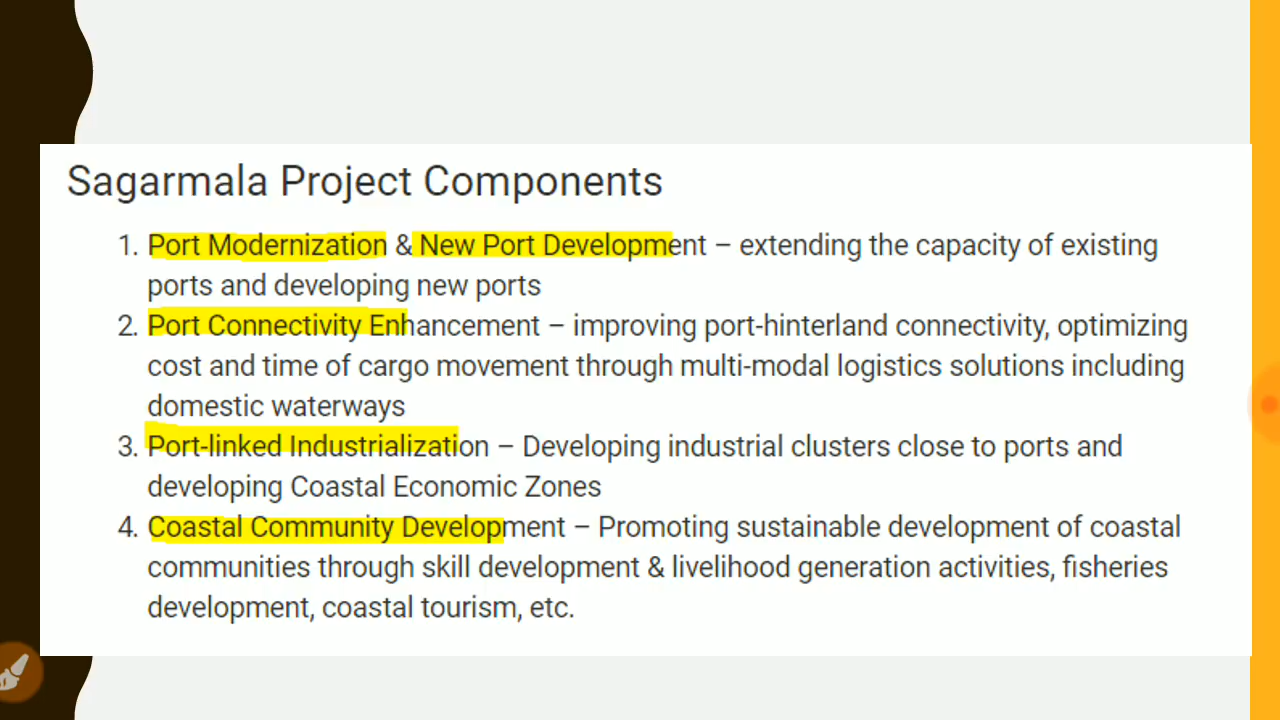 Sagarmala Project Components
1. Port Modernization & New Port Development – extending the capacity of existing
ports and developing new ports
2. Port Connectivity Enhancement – improving port-hinterland connectivity, optimizing
cost and time of cargo movement through multi-modal logistics solutions including
domestic waterways
3. Port-linked Industrialization – Developing industrial clusters close to ports and
developing Coastal Economic Zones
4. Coastal Community Development – Promoting sustainable development of coastal
communities through skill development & livelihood generation activities, fisheries
development, coastal tourism, etc.